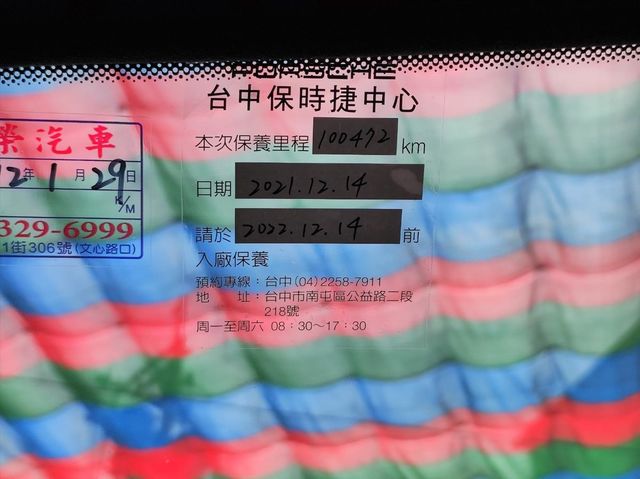 PORSCHE
台中保時捷中心
本次保養里程 100472 km
日期 2021.12.14
請於 2022.12.14 前
入廠保養
預約專線：台中(04)2258-7911
地　址：台中市南屯區公益路二段
218號
周一至周六 08：30～17：30
榮汽車
12年1月29日
K/M
329-6999
1街306號(文心路口)